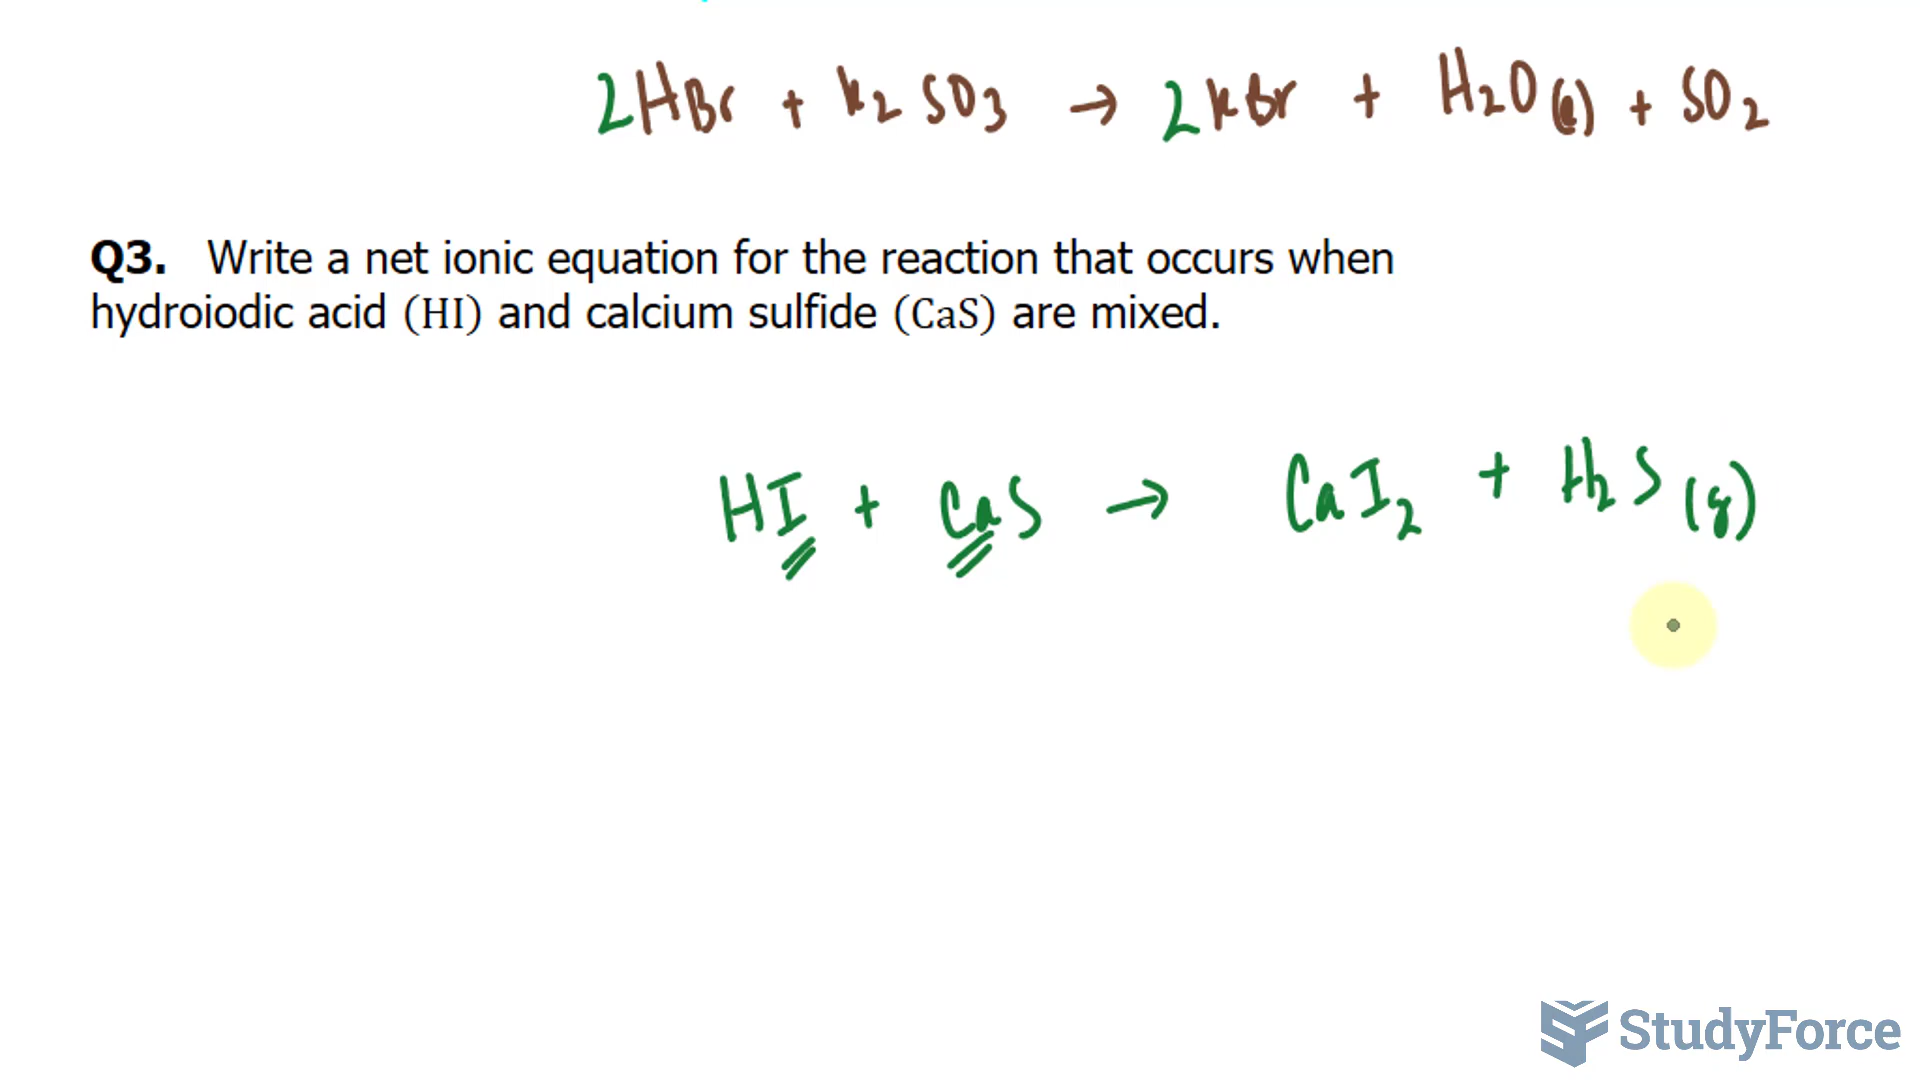 2HBr + K₂SO₃ → 2KBr + H₂O(l) + SO₂
Q3. Write a net ionic equation for the reaction that occurs when
hydroiodic acid (HI) and calcium sulfide (CaS) are mixed.
HI + CaS → CaI₂ + H₂S (g)
StudyForce